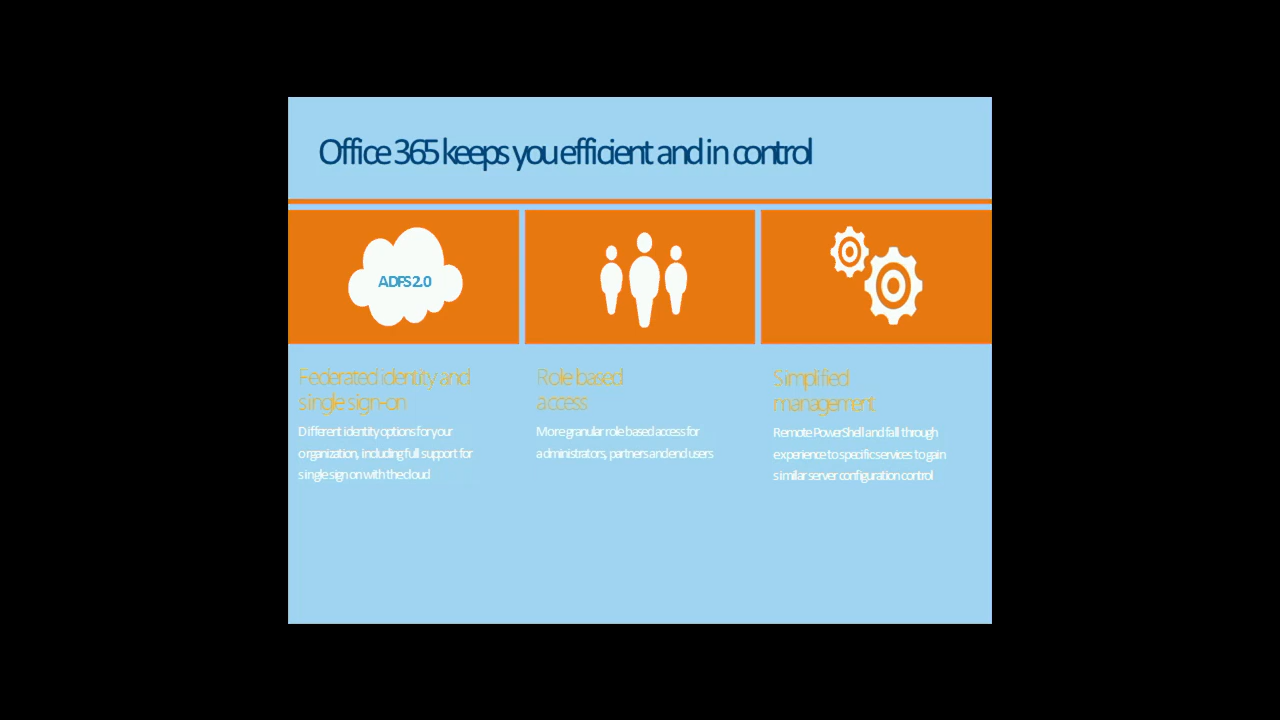 Office 365 keeps you efficient and in control
ADFS 2.0
Federated identity and
single sign-on
Different identity options for your
organization, including full support for
single sign on with the cloud
Role based
access
More granular role based access for
administrators, partners and end users
Simplified
management
Remote PowerShell and fall through
experience to specific services to gain
similar server configuration control